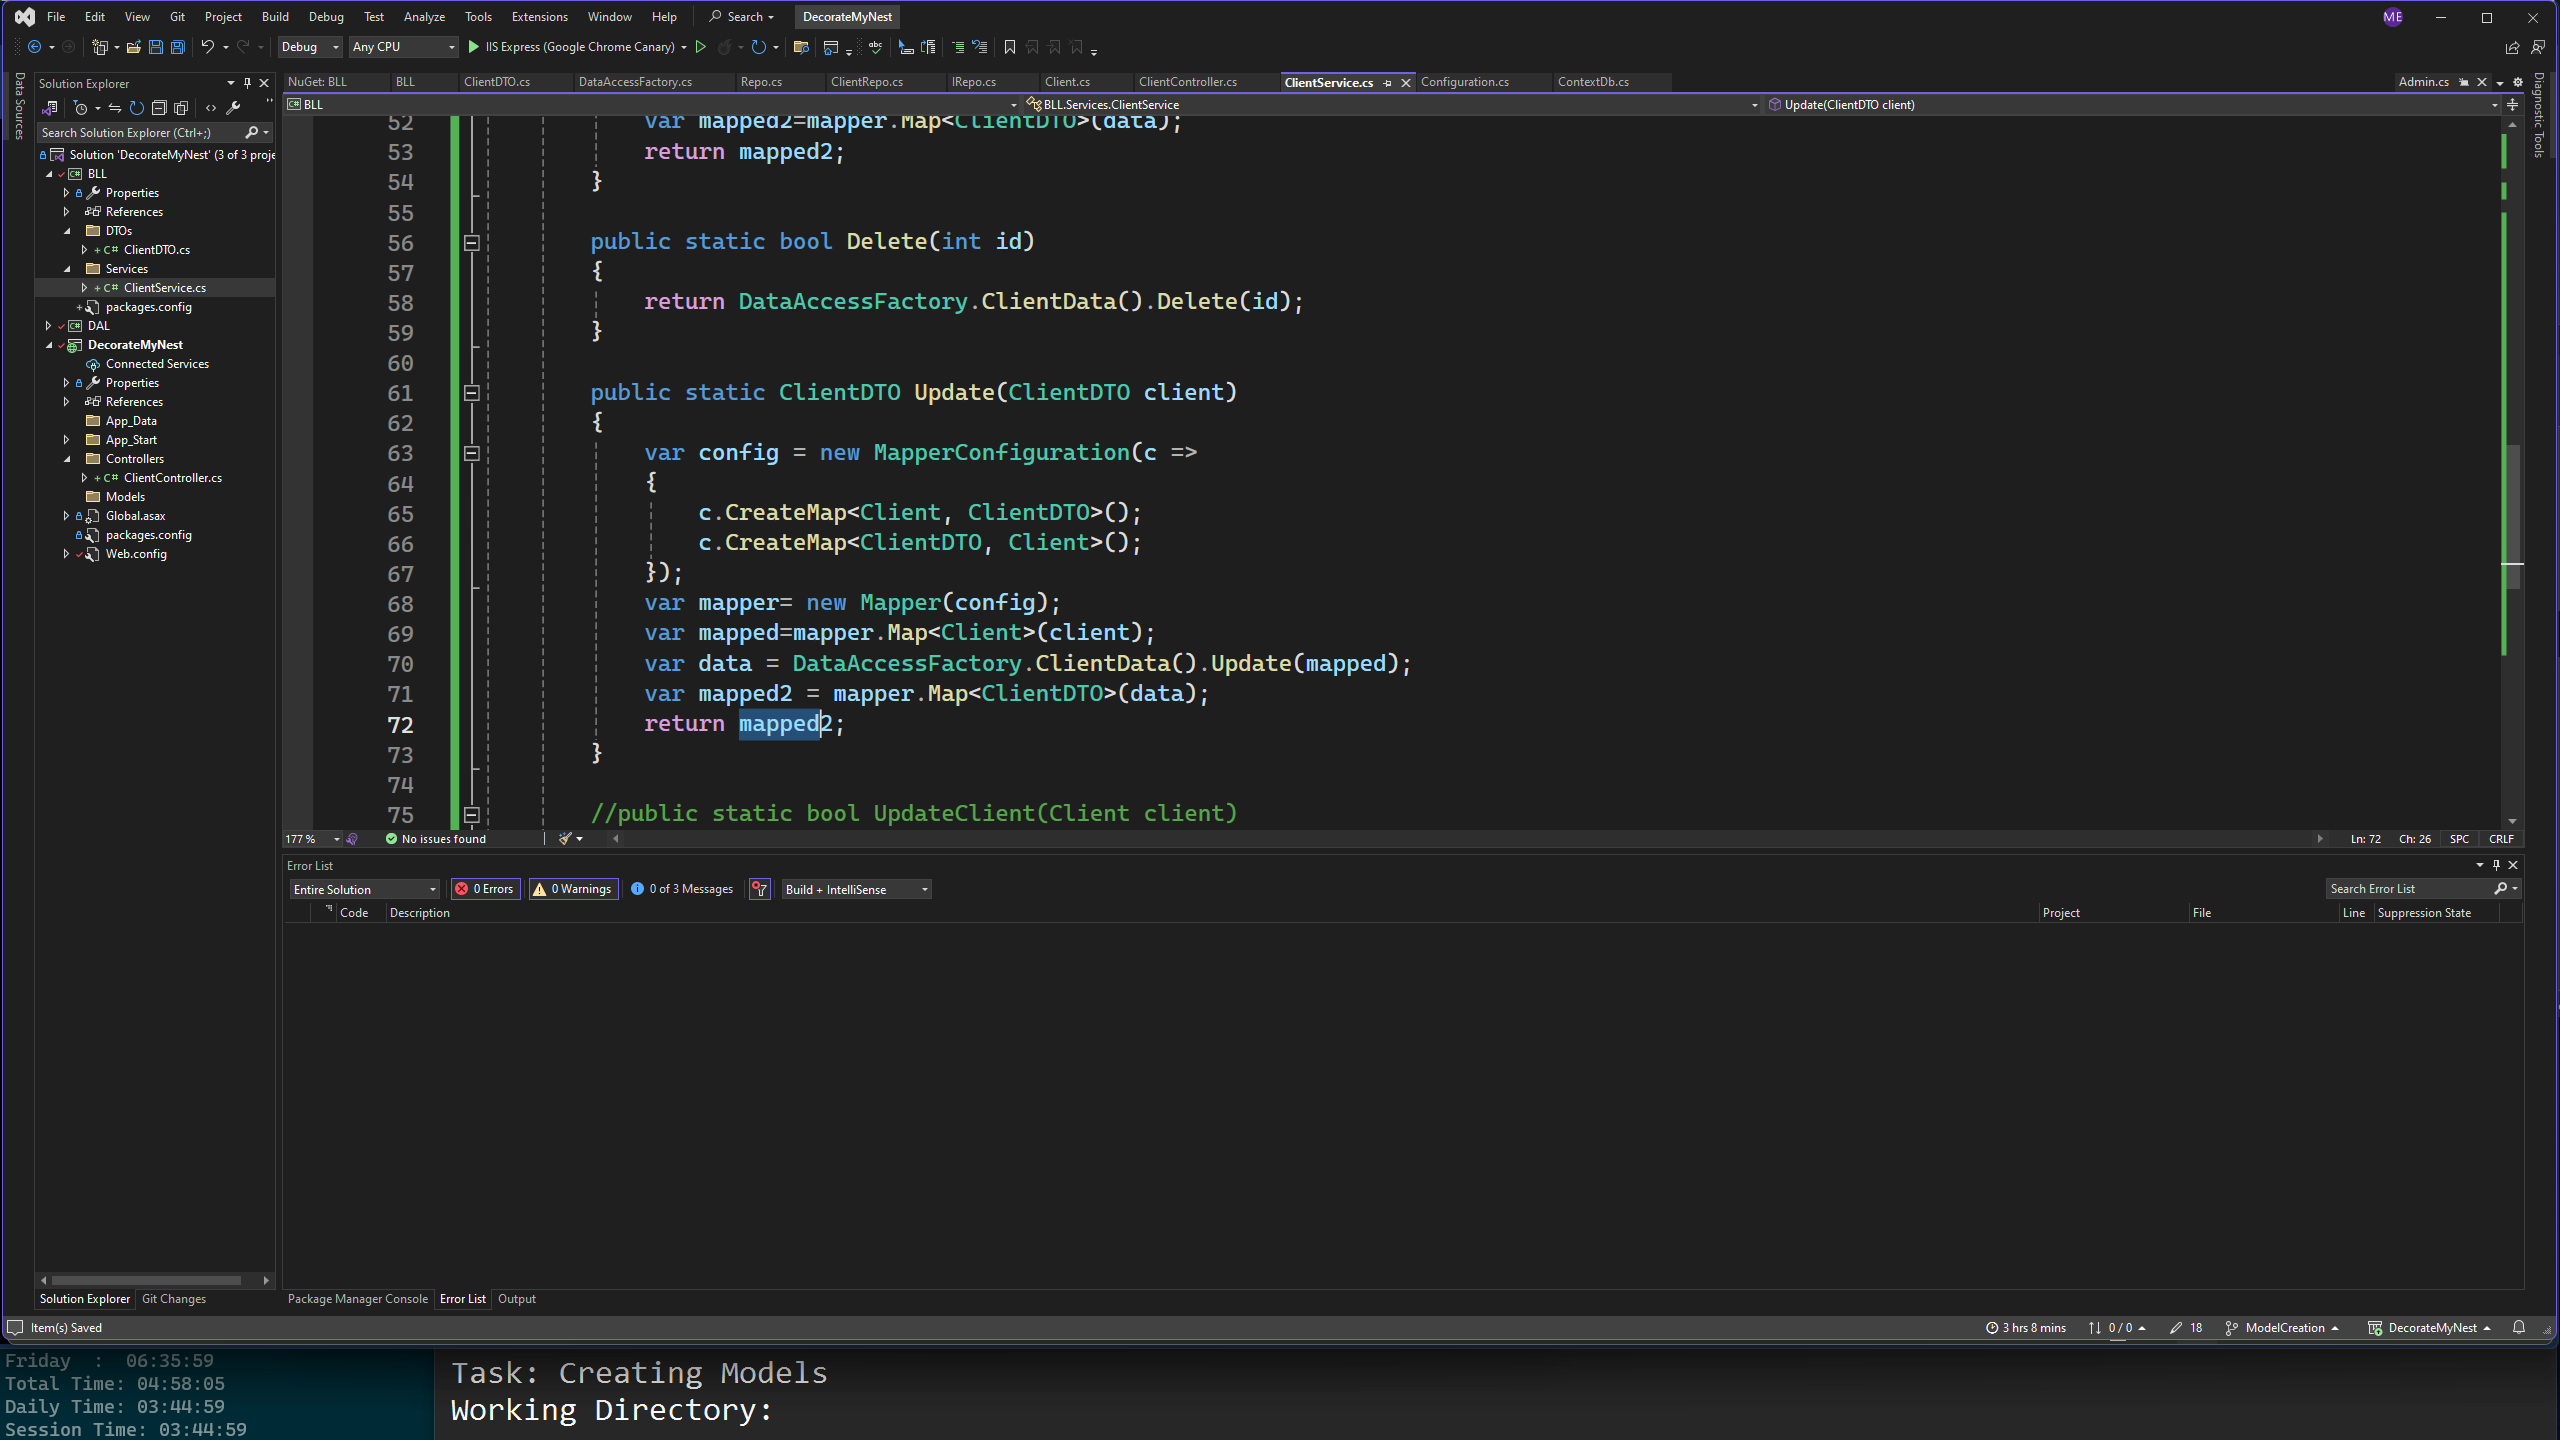 File Edit View Git Project Build Debug Test Analyze Tools Extensions Window Help Search DecorateMyNest ME
Debug Any CPU IIS Express (Google Chrome Canary)
Data Sources
Solution Explorer
Search Solution Explorer (Ctrl+;)
Solution 'DecorateMyNest' (3 of 3 proje
BLL
Properties
References
DTOs
C# ClientDTO.cs
Services
C# ClientService.cs
packages.config
DAL
DecorateMyNest
Connected Services
Properties
References
App_Data
App_Start
Controllers
C# ClientController.cs
Models
Global.asax
packages.config
Web.config
Solution Explorer Git Changes
NuGet: BLL BLL ClientDTO.cs DataAccessFactory.cs Repo.cs ClientRepo.cs IRepo.cs Client.cs ClientController.cs ClientService.cs Configuration.cs ContextDb.cs Admin.cs
BLL BLL.Services.ClientService Update(ClientDTO client)
52 var mapped2=mapper.Map<ClientDTO>(data);
53 return mapped2;
54 }
55
56 public static bool Delete(int id)
57 {
58 return DataAccessFactory.ClientData().Delete(id);
59 }
60
61 public static ClientDTO Update(ClientDTO client)
62 {
63 var config = new MapperConfiguration(c =>
64 {
65 c.CreateMap<Client, ClientDTO>();
66 c.CreateMap<ClientDTO, Client>();
67 });
68 var mapper= new Mapper(config);
69 var mapped=mapper.Map<Client>(client);
70 var data = DataAccessFactory.ClientData().Update(mapped);
71 var mapped2 = mapper.Map<ClientDTO>(data);
72 return mapped2;
73 }
74
75 //public static bool UpdateClient(Client client)
177 % No issues found Ln: 72 Ch: 26 SPC CRLF
Diagnostic Tools
Error List
Entire Solution 0 Errors 0 Warnings 0 of 3 Messages Build + IntelliSense Search Error List
Code Description Project File Line Suppression State
Package Manager Console Error List Output
Item(s) Saved 3 hrs 8 mins 0 / 0 18 ModelCreation DecorateMyNest
Friday : 06:35:59
Total Time: 04:58:05
Daily Time: 03:44:59
Session Time: 03:44:59
Task: Creating Models
Working Directory: